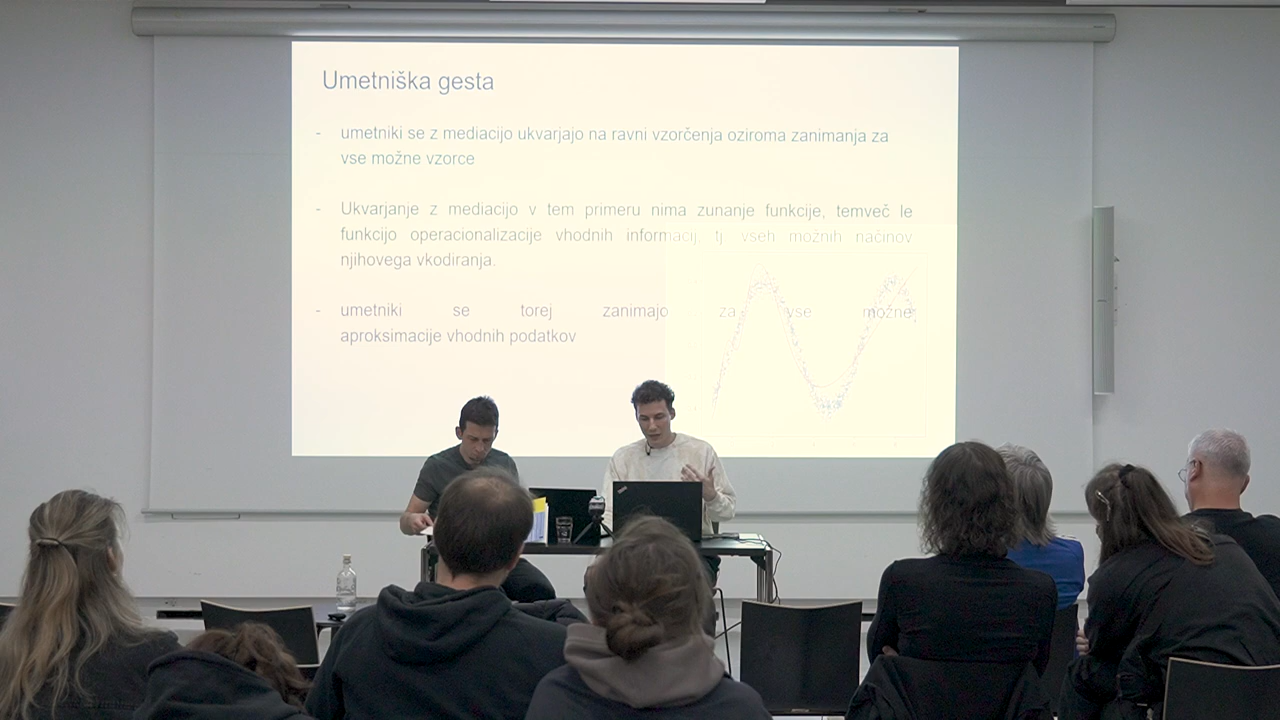 Umetniška gesta
- umetniki se z mediacijo ukvarjajo na ravni vzorčenja oziroma zanimanja za
vse možne vzorce
- Ukvarjanje z mediacijo v tem primeru nima zunanje funkcije, temveč le
funkcijo operacionalizacije vhodnih informacij, tj. vseh možnih načinov
njihovega vkodiranja.
- umetniki se torej zanimajo za vse možne
aproksimacije vhodnih podatkov